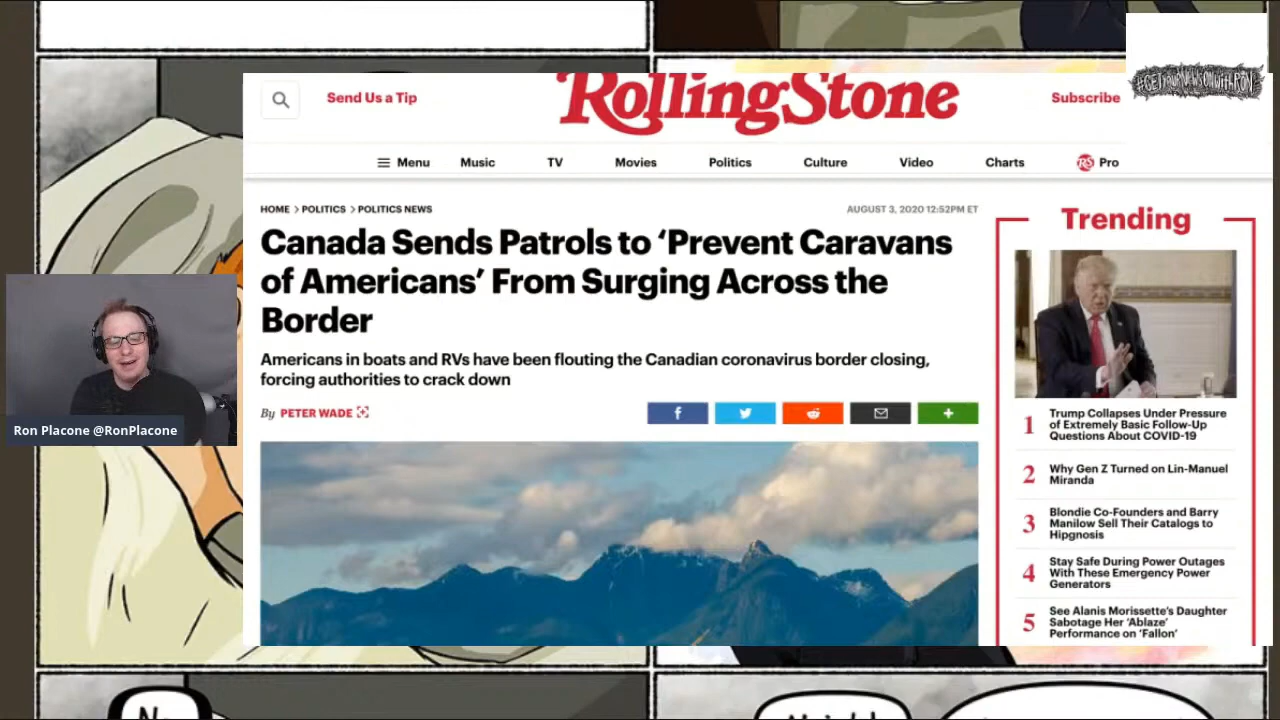 #GETYOURNEWSONWITHRON
Send Us a Tip
RollingStone
Subscribe
Menu Music TV Movies Politics Culture Video Charts RS Pro
HOME > POLITICS > POLITICS NEWS
AUGUST 3, 2020 12:52PM ET
Canada Sends Patrols to ‘Prevent Caravans
of Americans’ From Surging Across the
Border
Americans in boats and RVs have been flouting the Canadian coronavirus border closing,
forcing authorities to crack down
By PETER WADE
Trending
1 Trump Collapses Under Pressure
of Extremely Basic Follow-Up
Questions About COVID-19
2 Why Gen Z Turned on Lin-Manuel
Miranda
3 Blondie Co-Founders and Barry
Manilow Sell Their Catalogs to
Hipgnosis
4 Stay Safe During Power Outages
With These Emergency Power
Generators
5 See Alanis Morissette’s Daughter
Sabotage Her ‘Ablaze’
Performance on ‘Fallon’
Ron Placone @RonPlacone